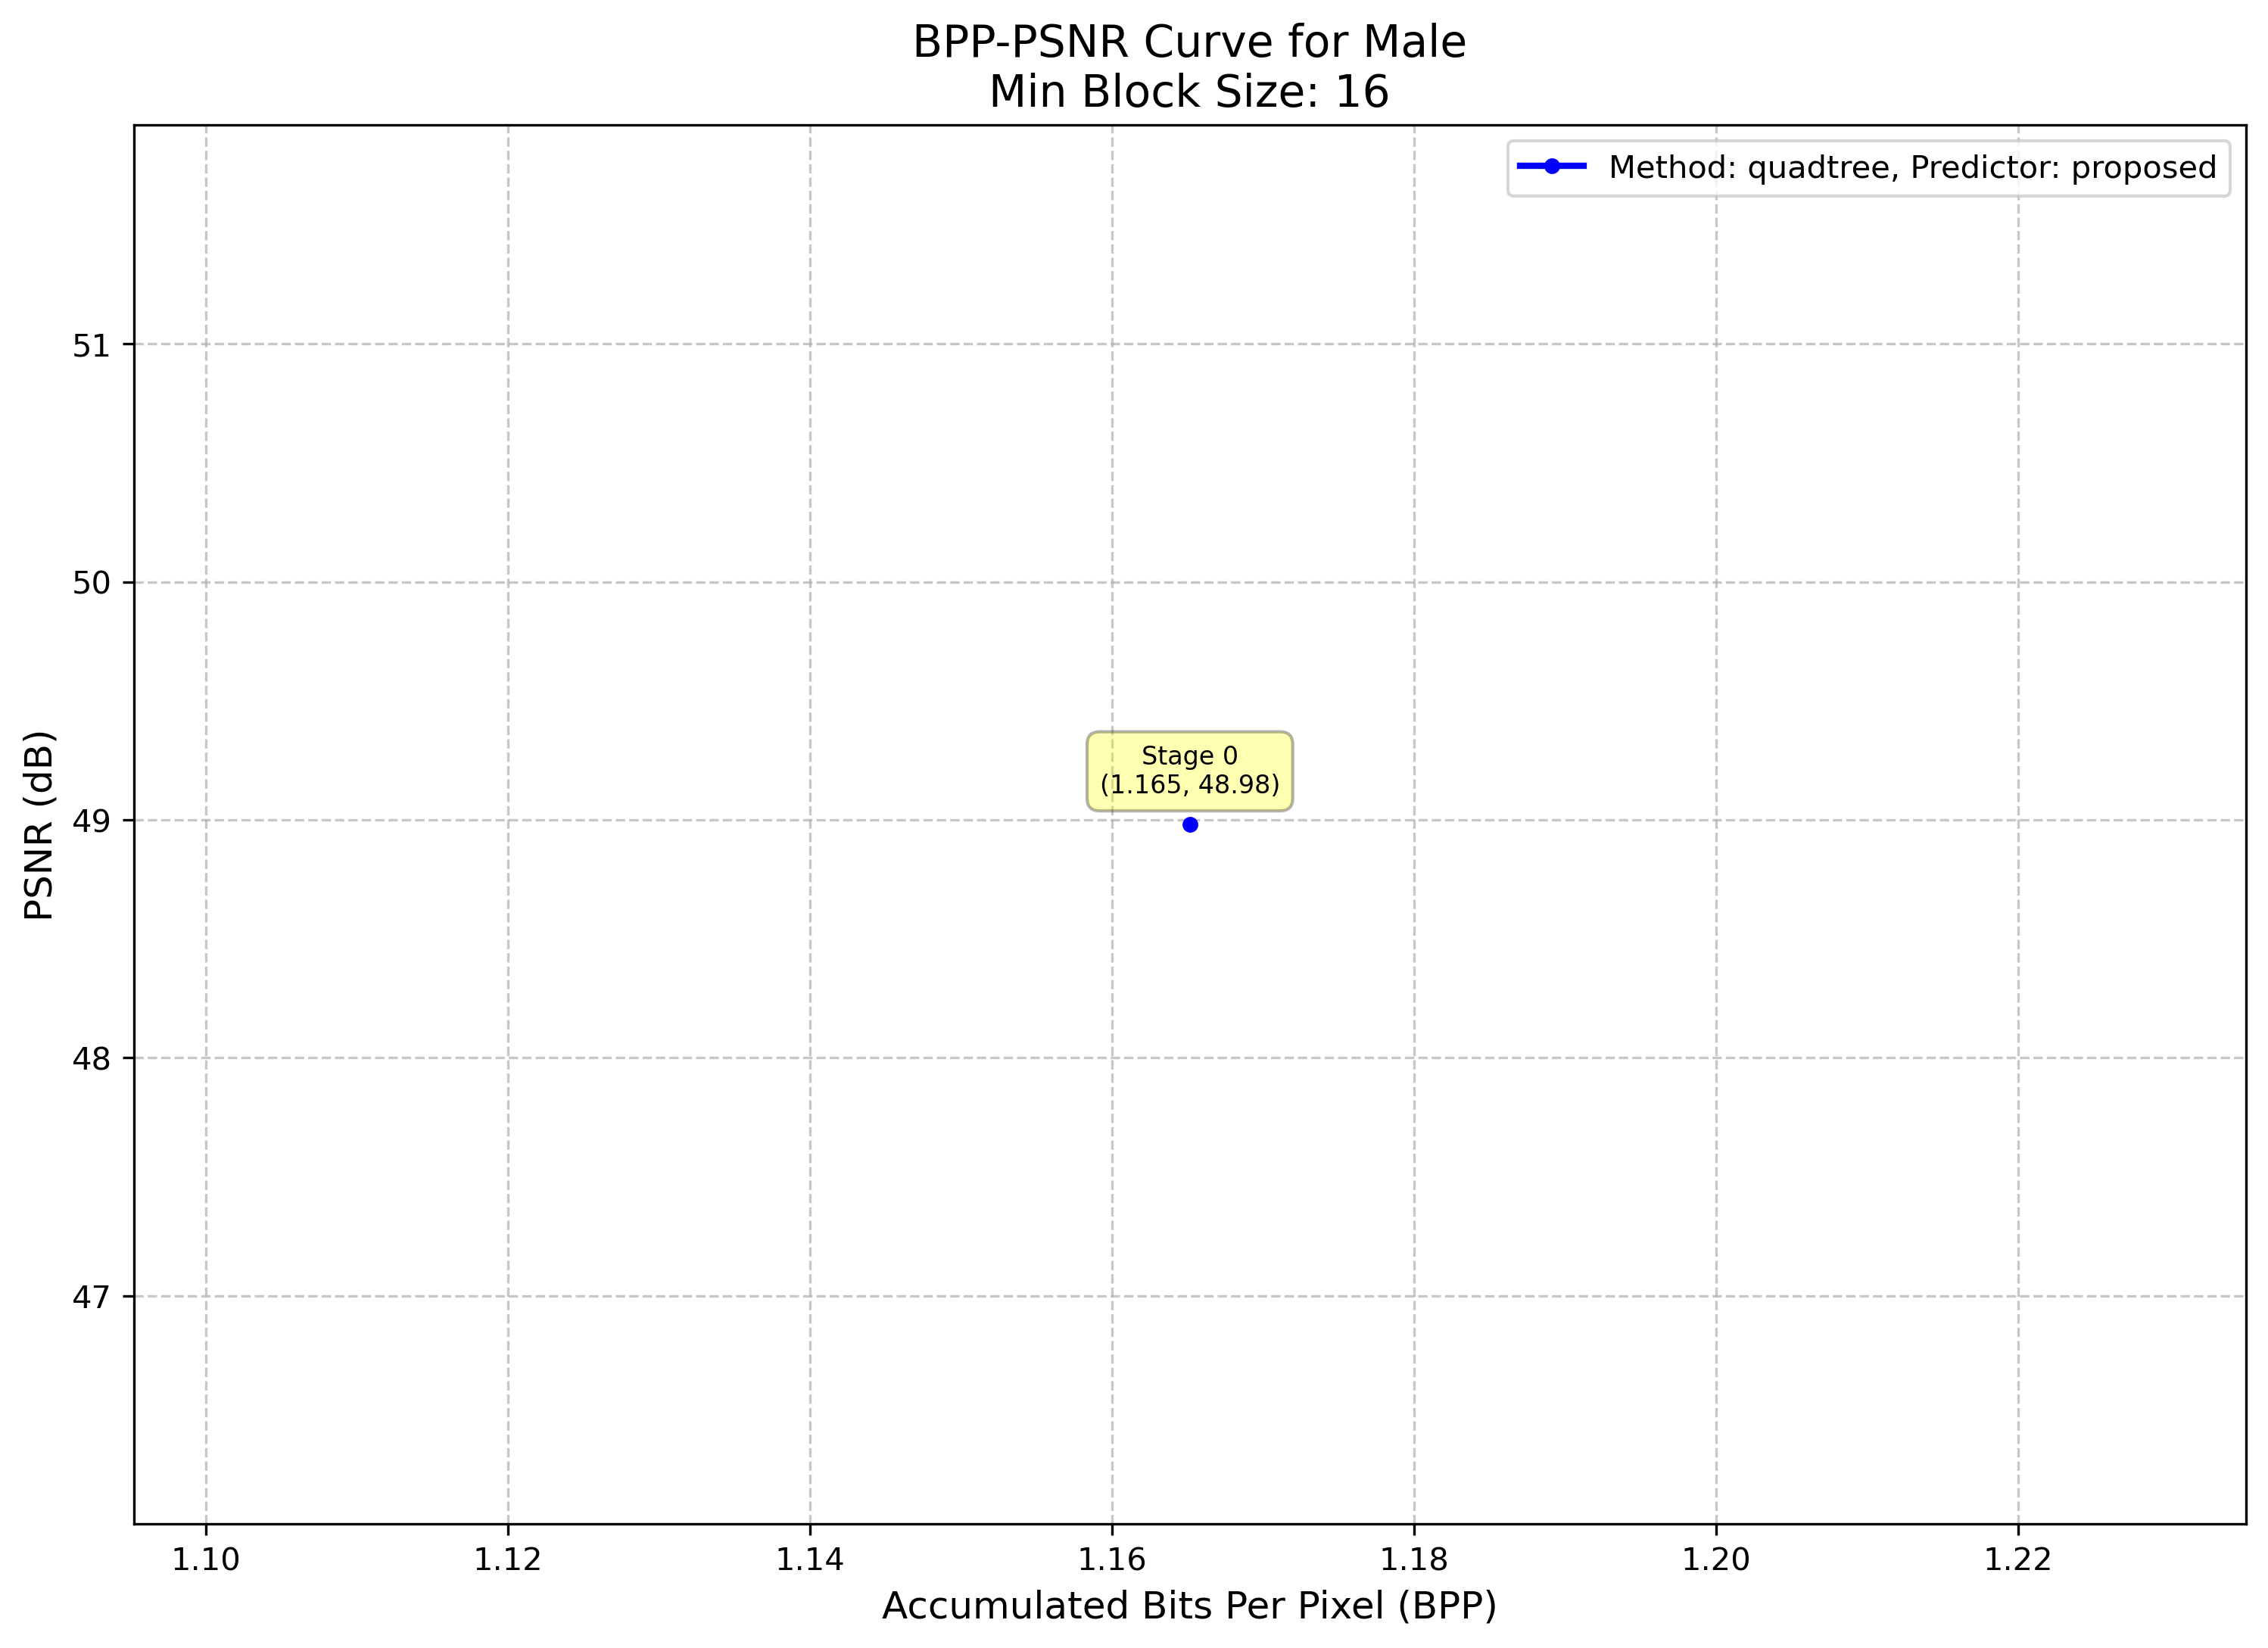 BPP-PSNR Curve for Male
Min Block Size: 16
Method: quadtree, Predictor: proposed
51
50
49
48
47
PSNR (dB)
Stage 0
(1.165, 48.98)
1.10 1.12 1.14 1.16 1.18 1.20 1.22
Accumulated Bits Per Pixel (BPP)